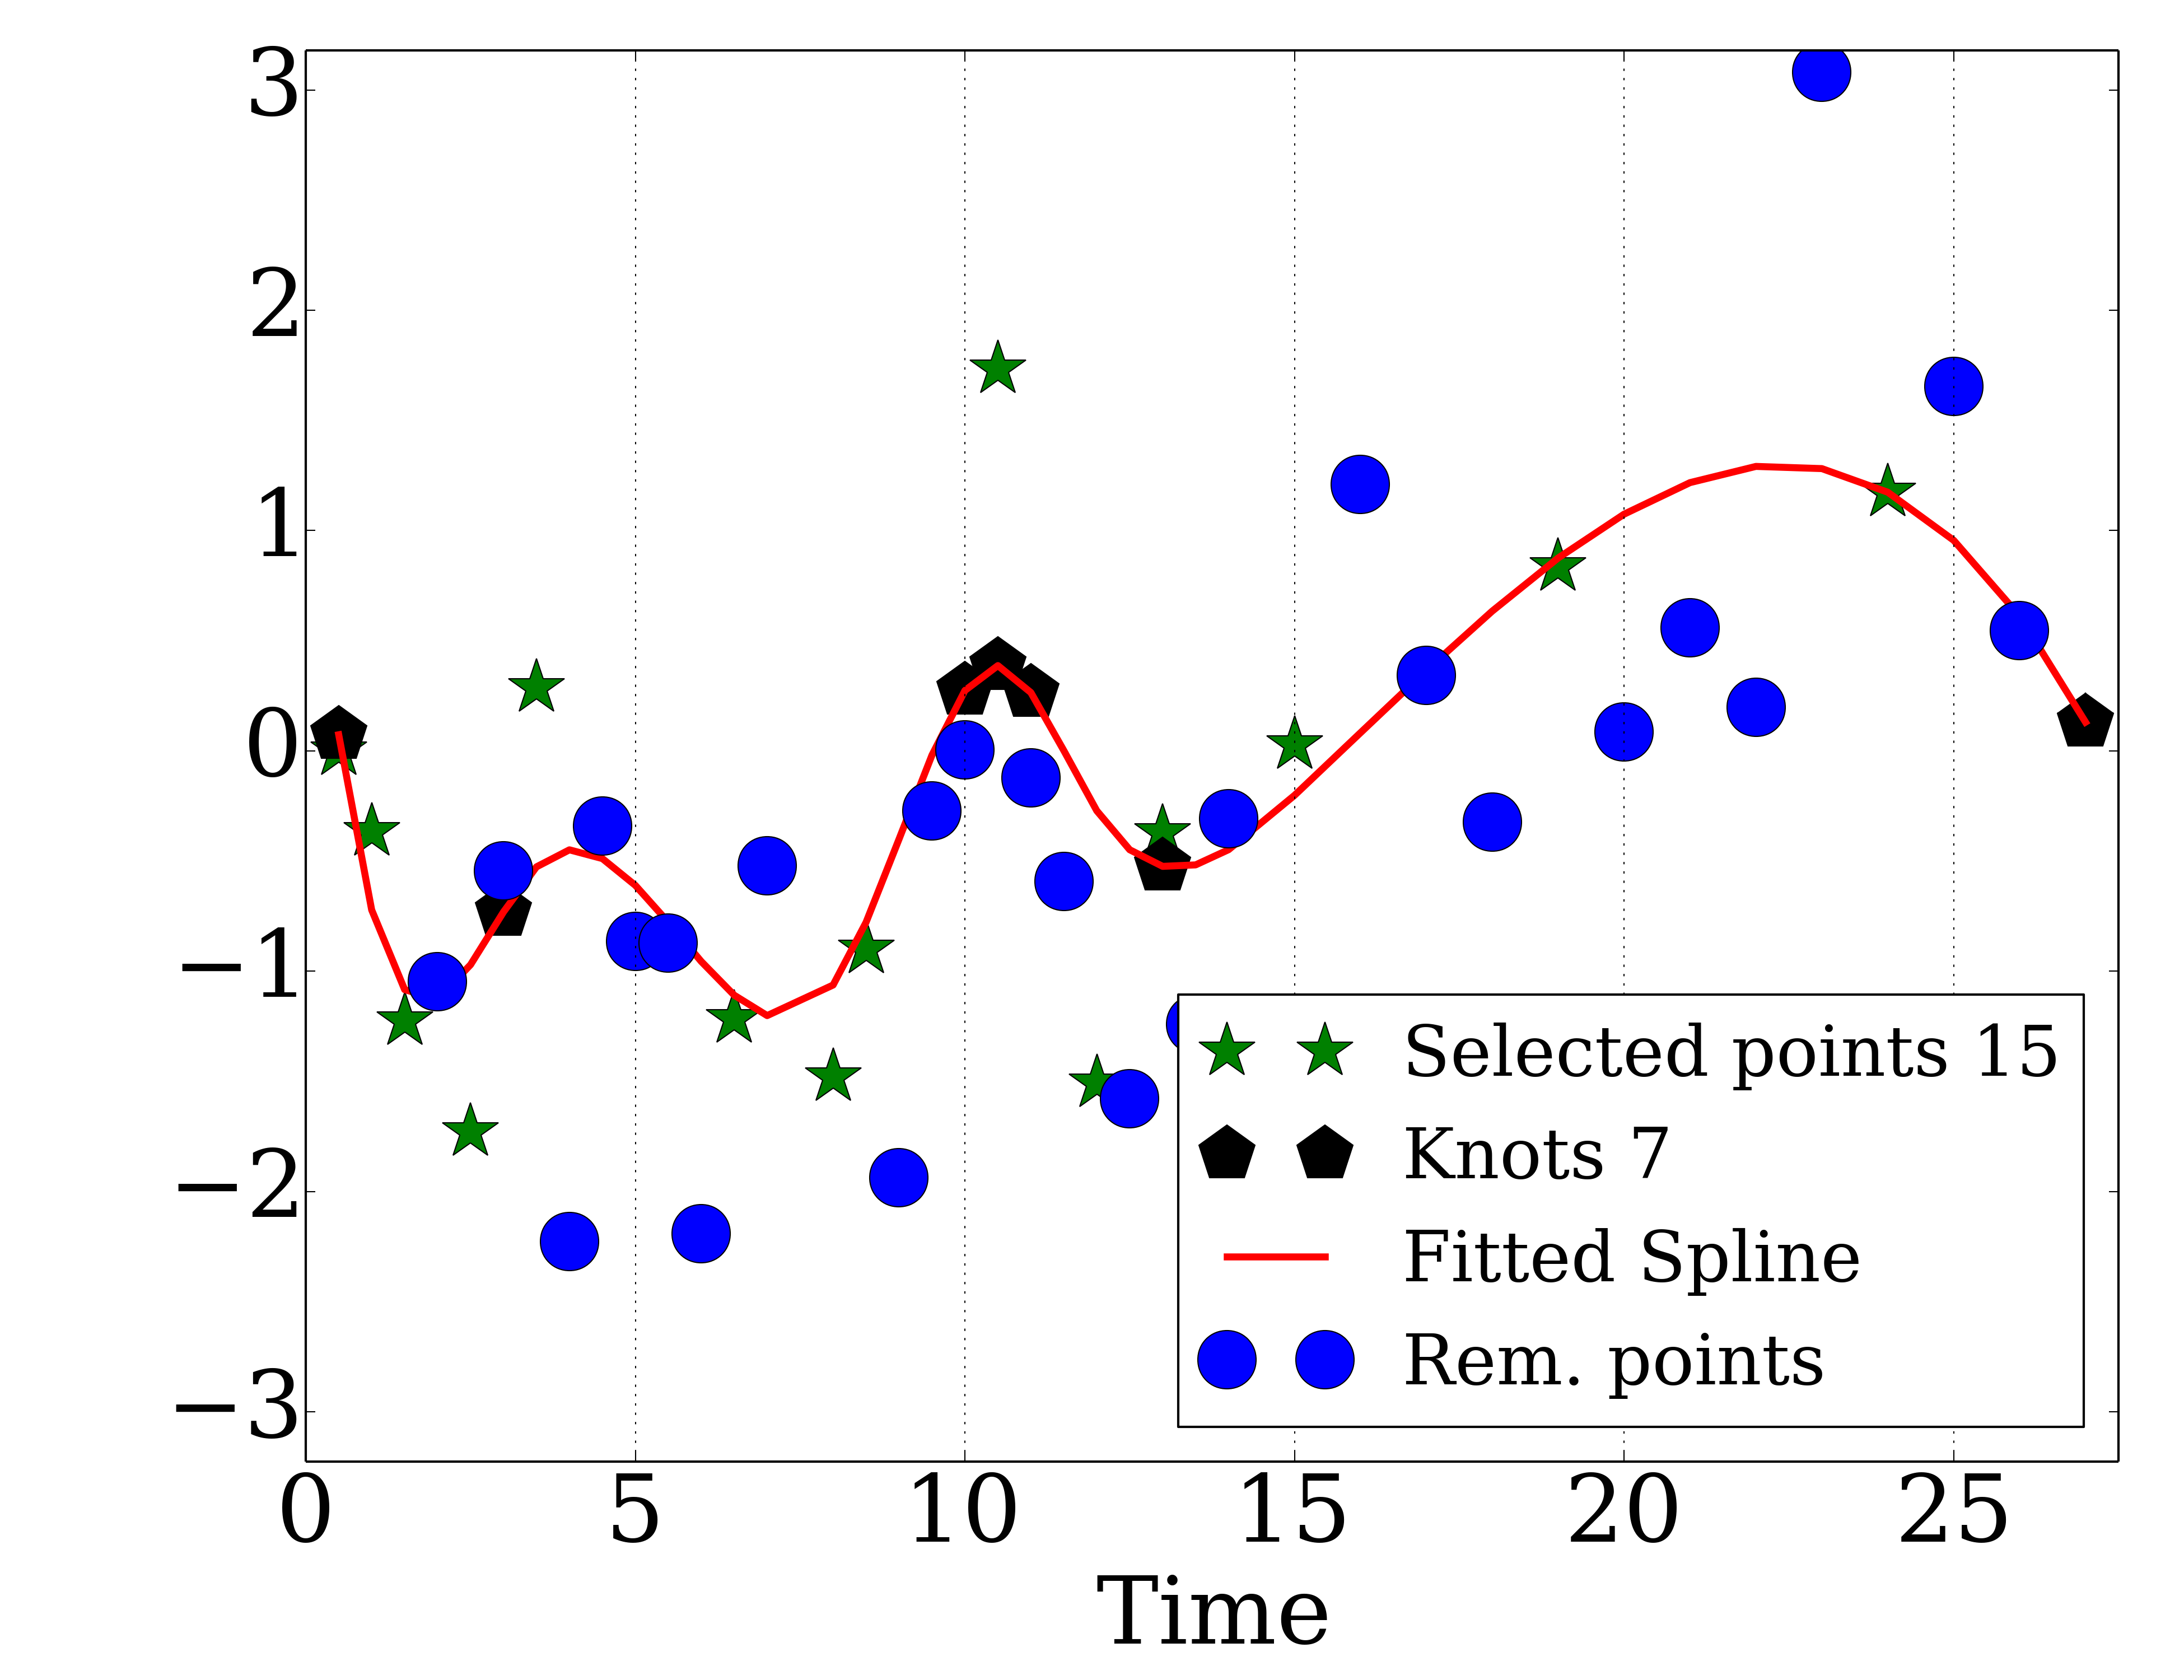 3
2
1
0
−1
−2
−3
0 5 10 15 20 25
Time
Selected points 15
Knots 7
Fitted Spline
Rem. points